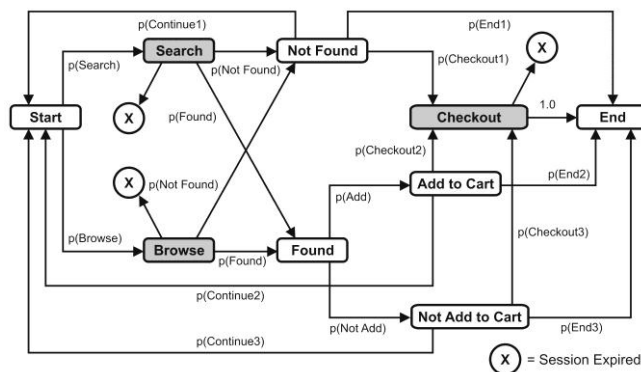 p(Continue1)
p(End1)
Search
Not Found
p(Search)
p(Not Found)
p(Checkout1)
X
X
p(Found)
Start
Checkout
1.0
End
p(Checkout2)
X
p(Not Found)
p(Add)
Add to Cart
p(End2)
p(Browse)
Browse
p(Found)
Found
p(Checkout3)
p(Continue2)
p(Not Add)
Not Add to Cart
p(End3)
p(Continue3)
X = Session Expired